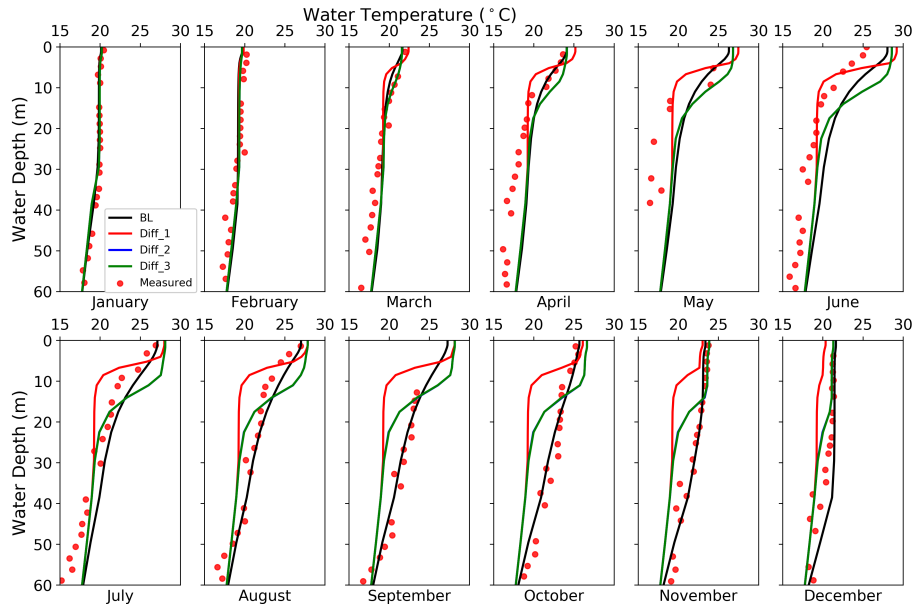 Water Temperature (°C)
15 20 25 30 15 20 25 30 15 20 25 30 15 20 25 30 15 20 25 30 15 20 25 30
0
10
20
30
40
50
60
Water Depth (m)
BL
Diff_1
Diff_2
Diff_3
Measured
January February March April May June
15 20 25 30 15 20 25 30 15 20 25 30 15 20 25 30 15 20 25 30 15 20 25 30
0
10
20
30
40
50
60
Water Depth (m)
July August September October November December